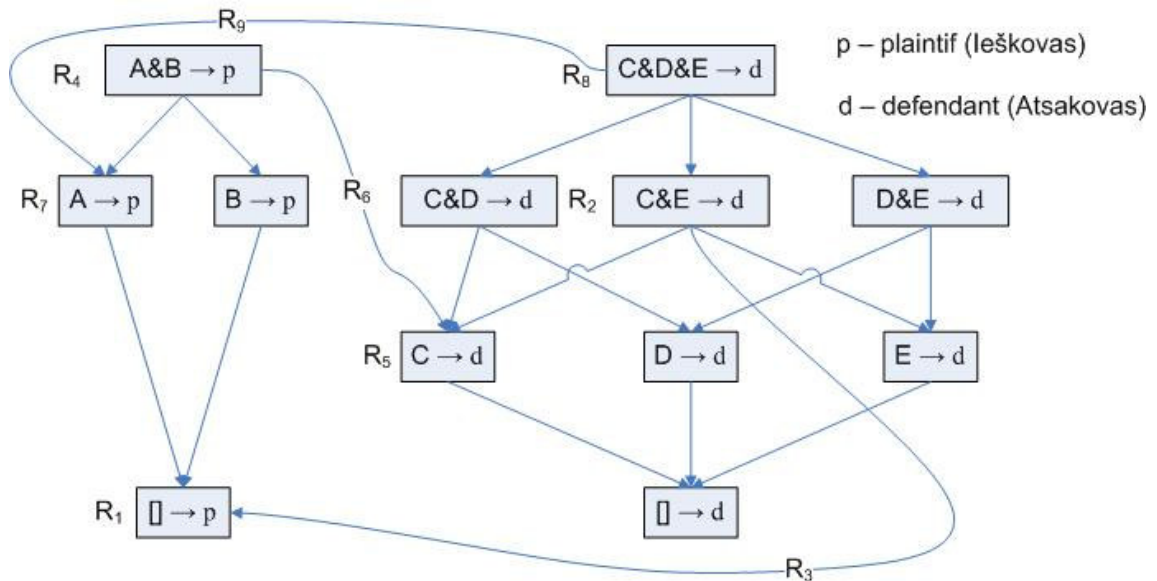 R₉
p – plaintif (Ieškovas)
R₄
A&B → p
R₈
C&D&E → d
d – defendant (Atsakovas)
R₇
A → p
B → p
R₆
C&D → d
R₂
C&E → d
D&E → d
R₅
C → d
D → d
E → d
R₁
[] → p
[] → d
R₃